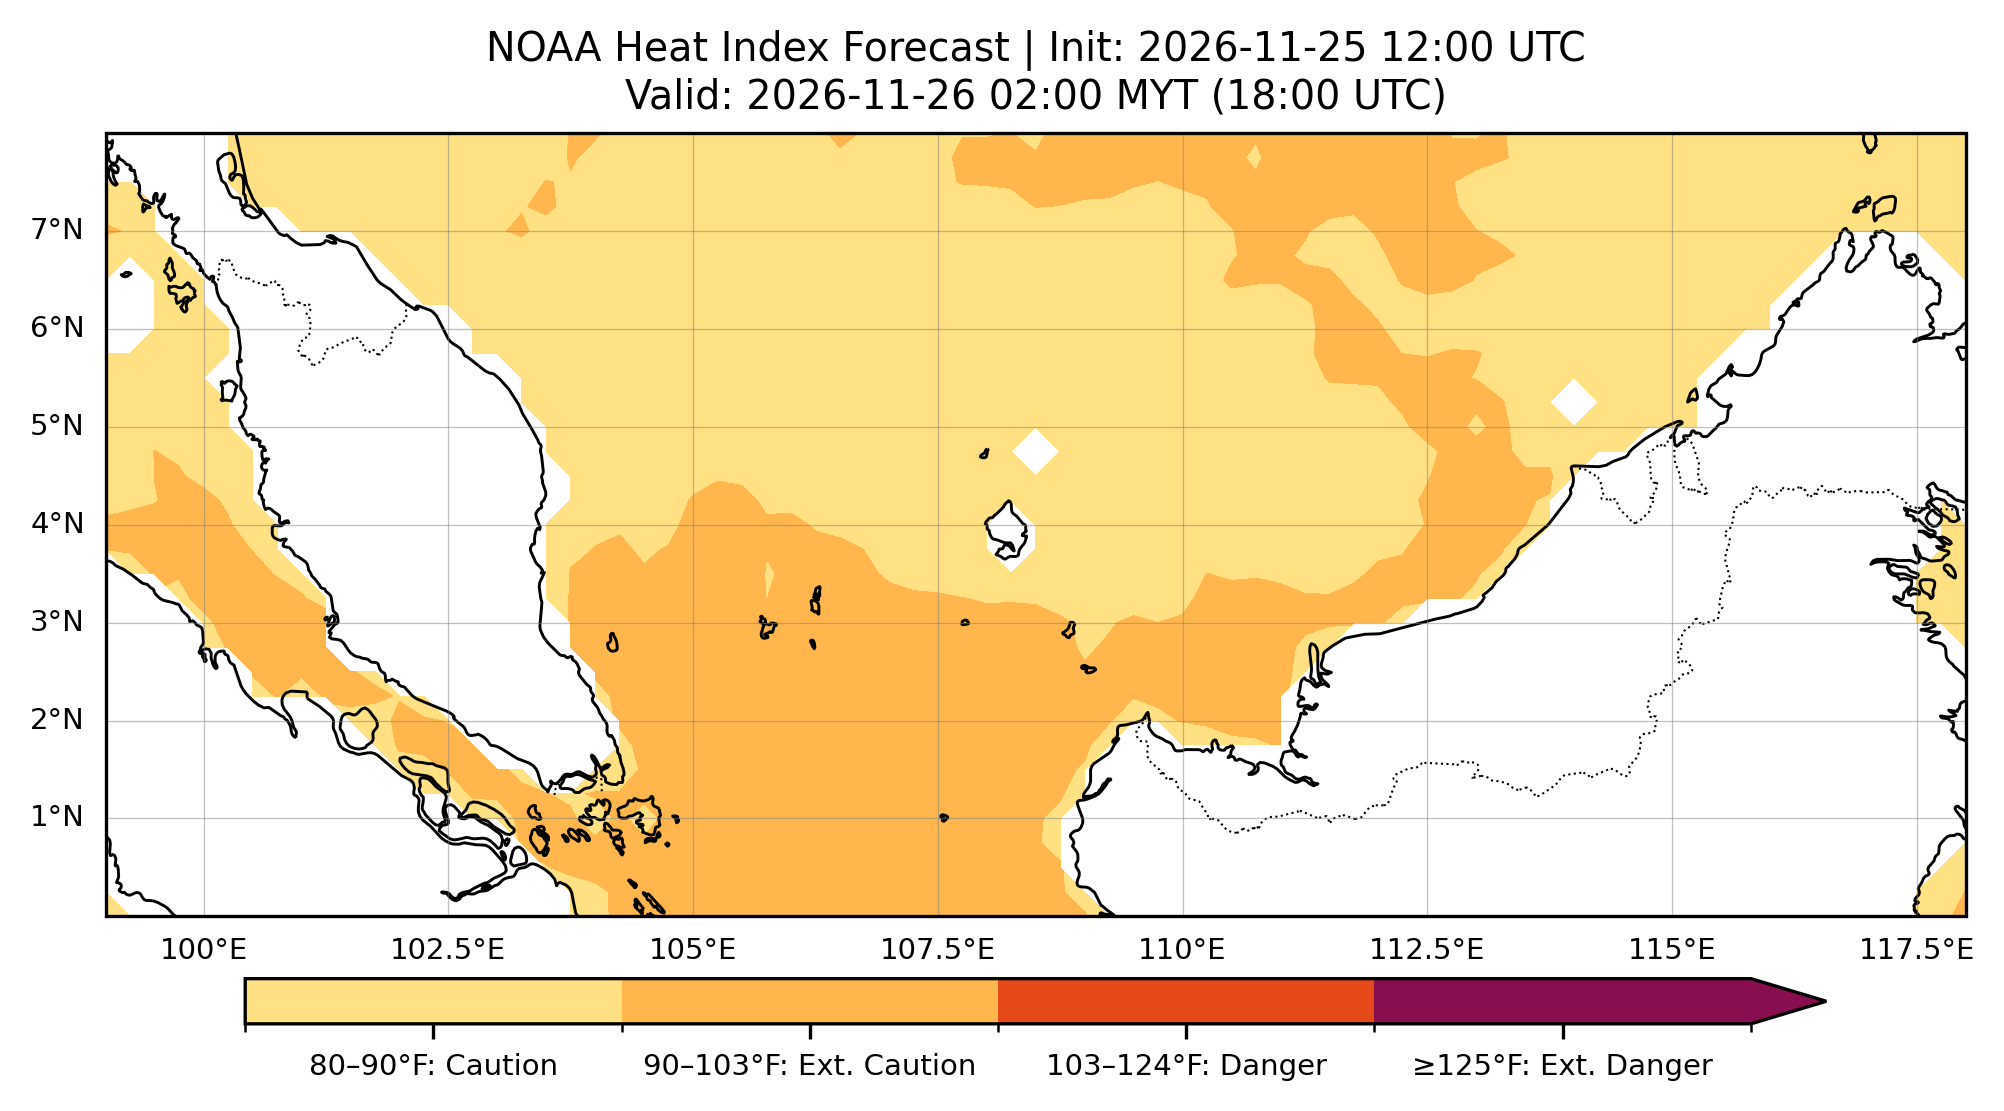 NOAA Heat Index Forecast | Init: 2026-11-25 12:00 UTC
Valid: 2026-11-26 02:00 MYT (18:00 UTC)
7°N
6°N
5°N
4°N
3°N
2°N
1°N
100°E
102.5°E
105°E
107.5°E
110°E
112.5°E
115°E
117.5°E
80–90°F: Caution
90–103°F: Ext. Caution
103–124°F: Danger
≥125°F: Ext. Danger